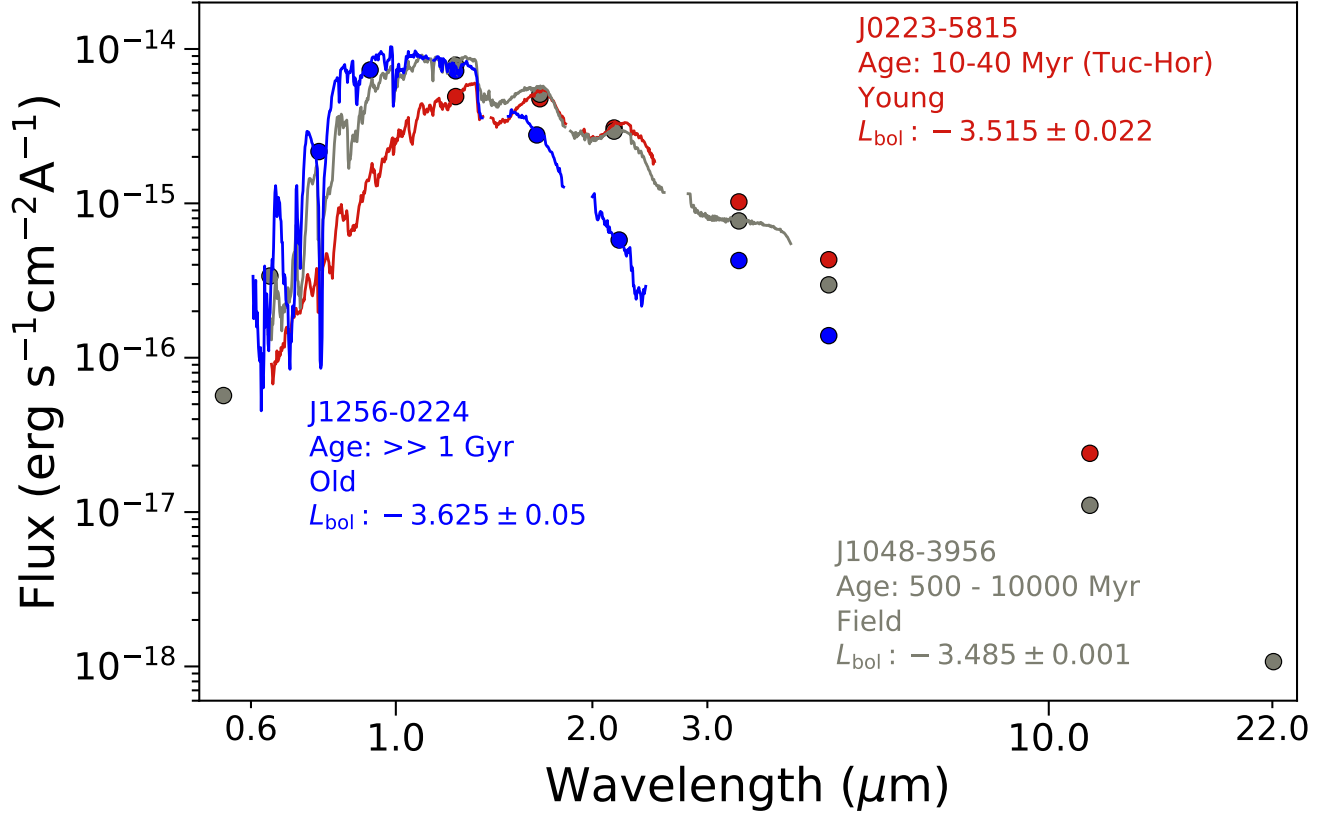 J0223-5815
Age: 10-40 Myr (Tuc-Hor)
Young
L_bol : − 3.515 ± 0.022
10⁻¹⁴
10⁻¹⁵
10⁻¹⁶
10⁻¹⁷
10⁻¹⁸
Flux (erg s⁻¹cm⁻²A⁻¹)
J1256-0224
Age: >> 1 Gyr
Old
L_bol : − 3.625 ± 0.05
J1048-3956
Age: 500 - 10000 Myr
Field
L_bol : − 3.485 ± 0.001
0.6 1.0 2.0 3.0 10.0 22.0
Wavelength (μm)